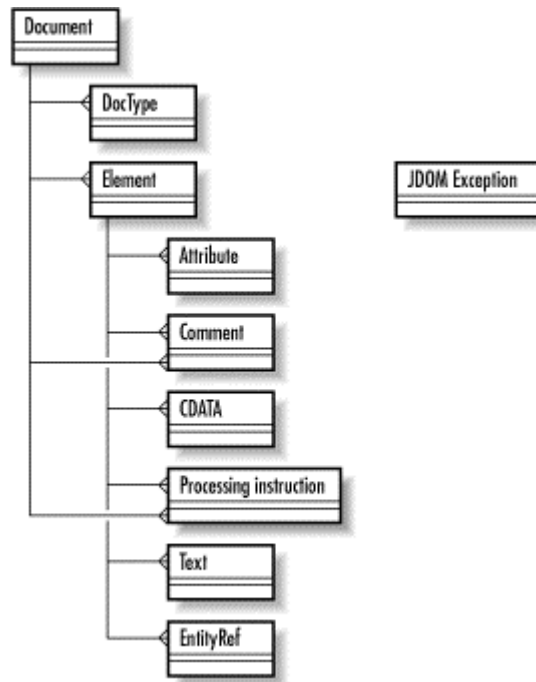 Document
DocType
Element
JDOM Exception
Attribute
Comment
CDATA
Processing instruction
Text
EntityRef